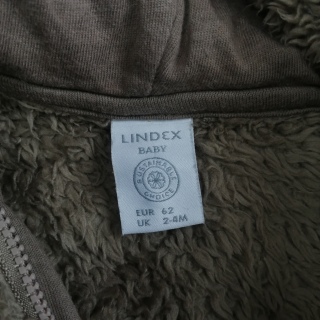 LINDEX
BABY
SUSTAINABLE
CHOICE
EUR 62
UK 2-4M